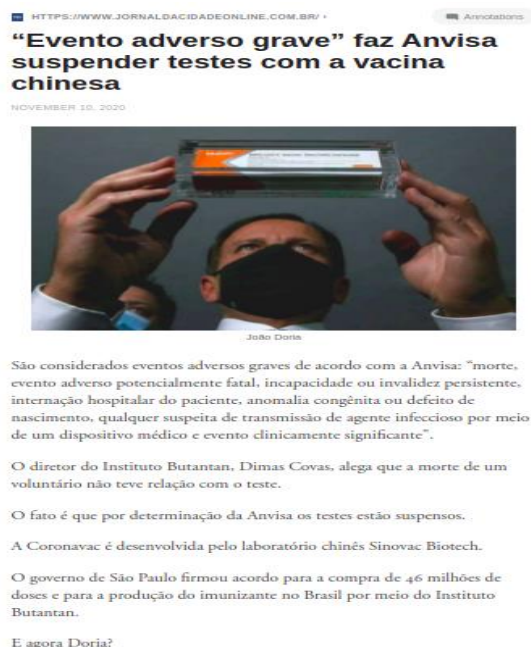 HTTPS://WWW.JORNALDACIDADEONLINE.COM.BR/ ›
Annotations
“Evento adverso grave” faz Anvisa
suspender testes com a vacina
chinesa
NOVEMBER 10, 2020
João Doria
São considerados eventos adversos graves de acordo com a Anvisa: “morte,
evento adverso potencialmente fatal, incapacidade ou invalidez persistente,
internação hospitalar do paciente, anomalia congênita ou defeito de
nascimento, qualquer suspeita de transmissão de agente infeccioso por meio
de um dispositivo médico e evento clinicamente significante”.
O diretor do Instituto Butantan, Dimas Covas, alega que a morte de um
voluntário não teve relação com o teste.
O fato é que por determinação da Anvisa os testes estão suspensos.
A Coronavac é desenvolvida pelo laboratório chinês Sinovac Biotech.
O governo de São Paulo firmou acordo para a compra de 46 milhões de
doses e para a produção do imunizante no Brasil por meio do Instituto
Butantan.
E agora Doria?